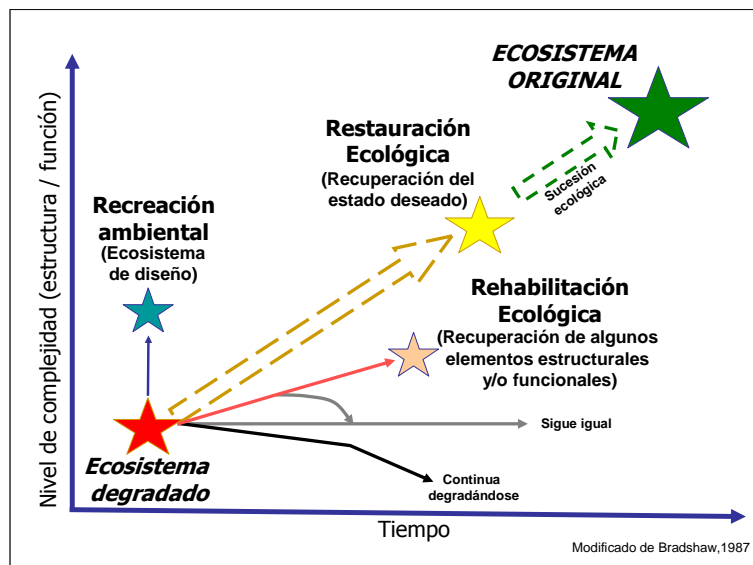 ECOSISTEMA
ORIGINAL
Restauración
Ecológica
(Recuperación del
estado deseado)
Sucesión
ecológica
Recreación
ambiental
(Ecosistema
de diseño)
Rehabilitación
Ecológica
(Recuperación de algunos
elementos estructurales
y/o funcionales)
Sigue igual
Ecosistema
degradado
Continua
degradándose
Nivel de complejidad (estructura / función)
Tiempo
Modificado de Bradshaw,1987